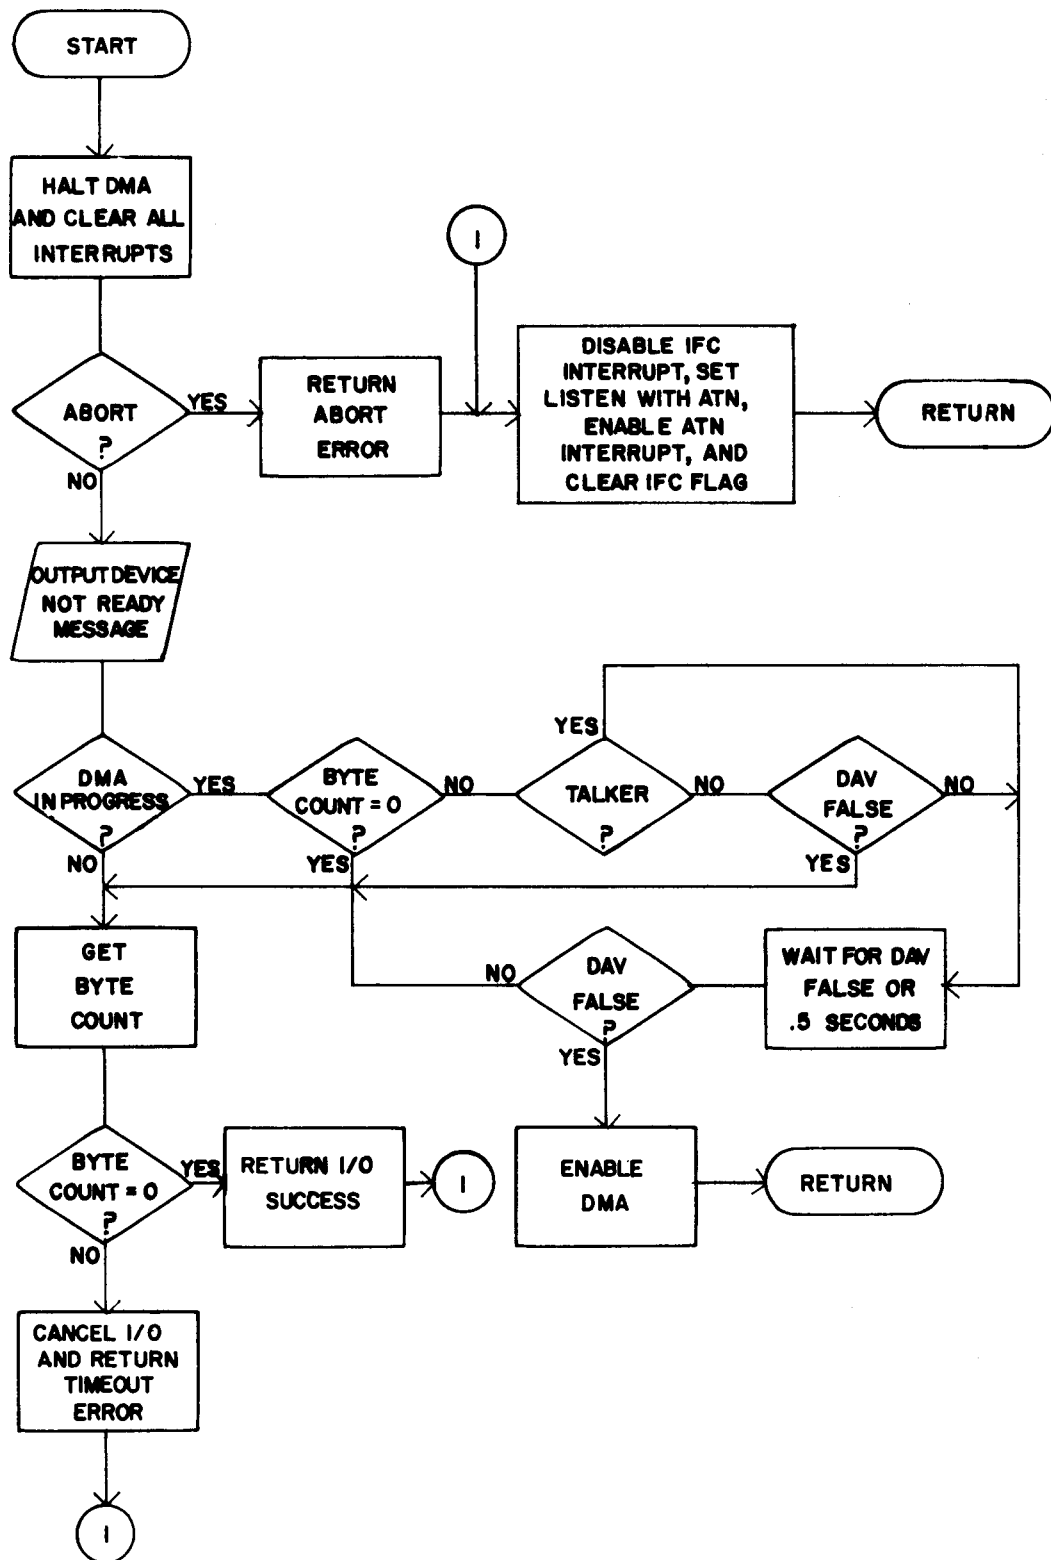 START
HALT DMA
AND CLEAR ALL
INTERRUPTS
1
ABORT
?
YES
NO
RETURN
ABORT
ERROR
DISABLE IFC
INTERRUPT, SET
LISTEN WITH ATN,
ENABLE ATN
INTERRUPT, AND
CLEAR IFC FLAG
RETURN
OUTPUT DEVICE
NOT READY
MESSAGE
DMA
IN PROGRESS
?
YES
NO
BYTE
COUNT = 0
?
NO
YES
TALKER
?
YES
NO
DAV
FALSE
?
NO
YES
GET
BYTE
COUNT
DAV
FALSE
?
NO
YES
WAIT FOR DAV
FALSE OR
.5 SECONDS
BYTE
COUNT = 0
?
YES
NO
RETURN I/O
SUCCESS
1
ENABLE
DMA
RETURN
CANCEL I/O
AND RETURN
TIMEOUT
ERROR
1